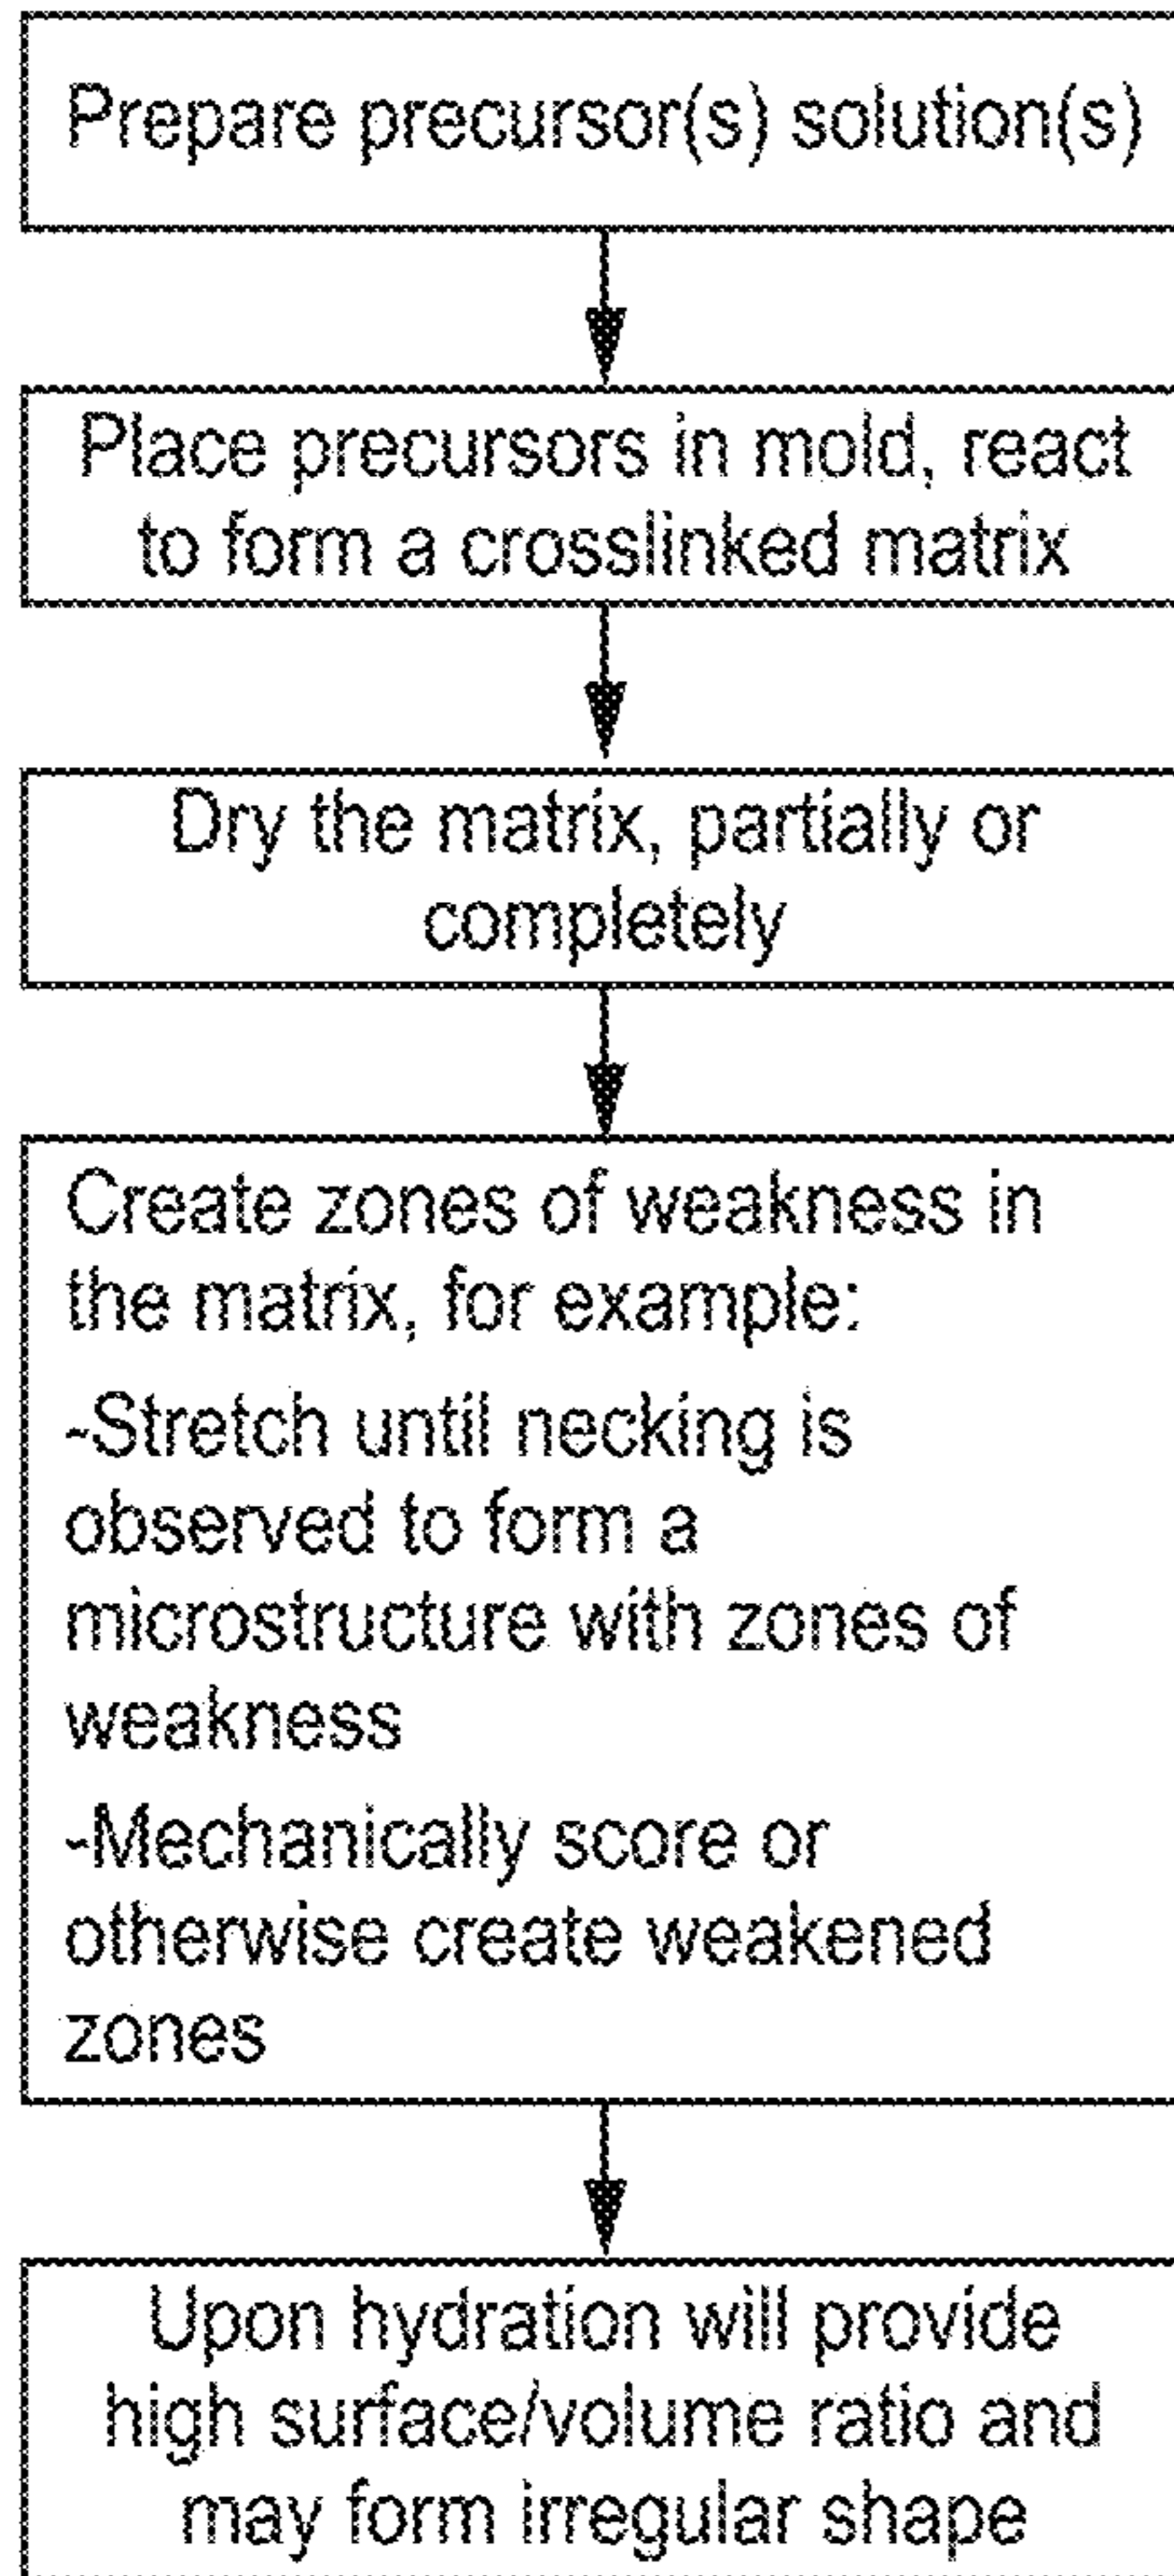 Prepare precursor(s) solution(s)
Place precursors in mold, react
to form a crosslinked matrix
Dry the matrix, partially or
completely
Create zones of weakness in
the matrix, for example:
-Stretch until necking is
observed to form a
microstructure with zones of
weakness
-Mechanically score or
otherwise create weakened
zones
Upon hydration will provide
high surface/volume ratio and
may form irregular shape